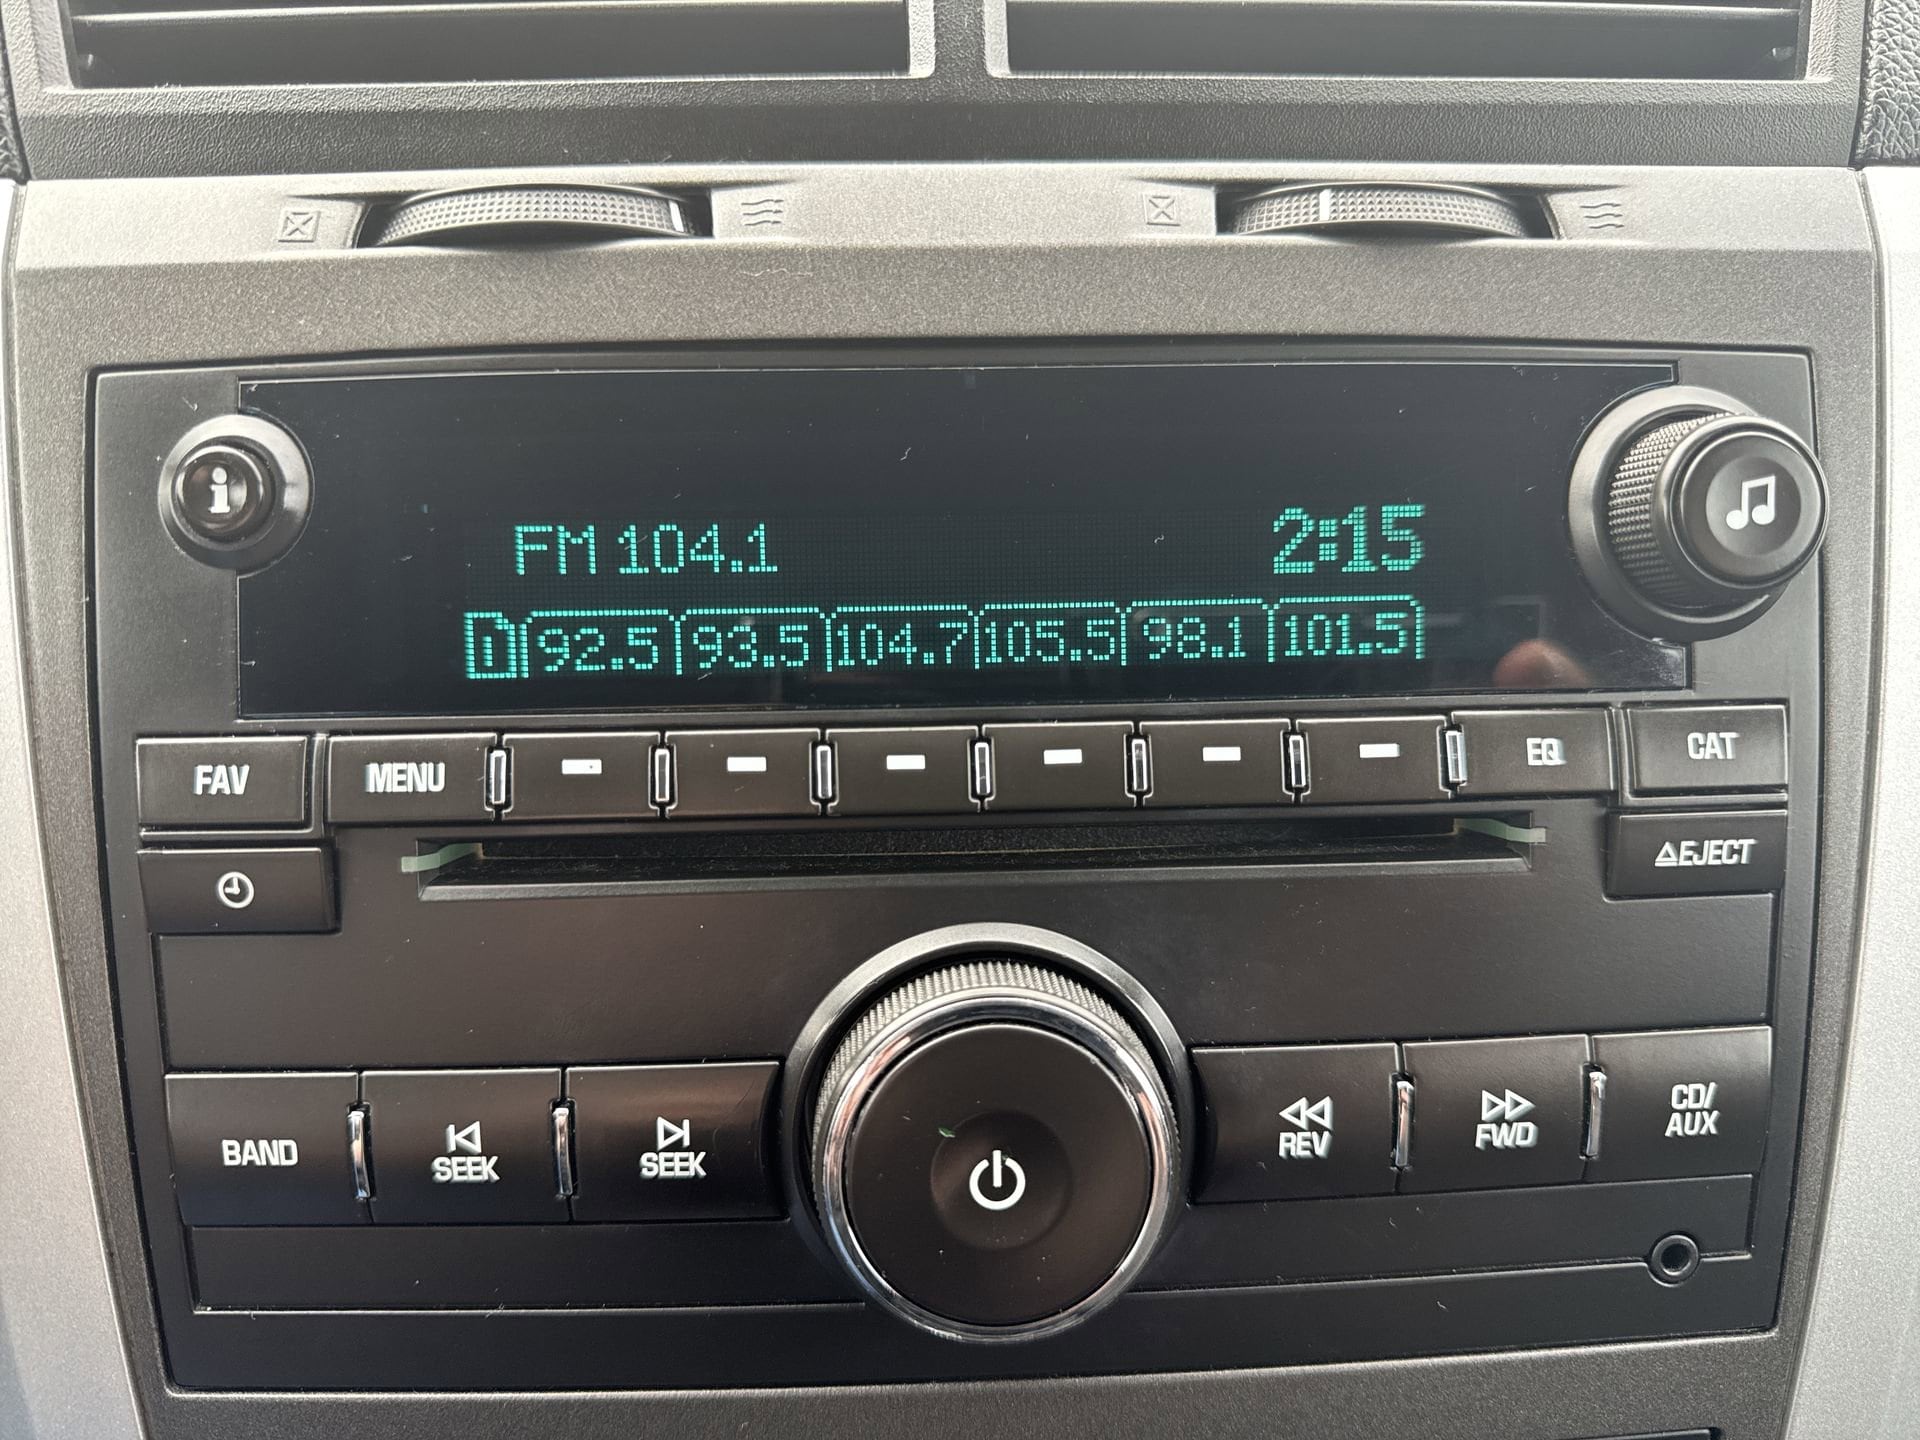 i
FM 104.1 2:15
1 92.5 93.5 104.7 105.5 98.1 101.5
FAV MENU EQ CAT
EJECT
BAND SEEK SEEK REV FWD CD/
AUX